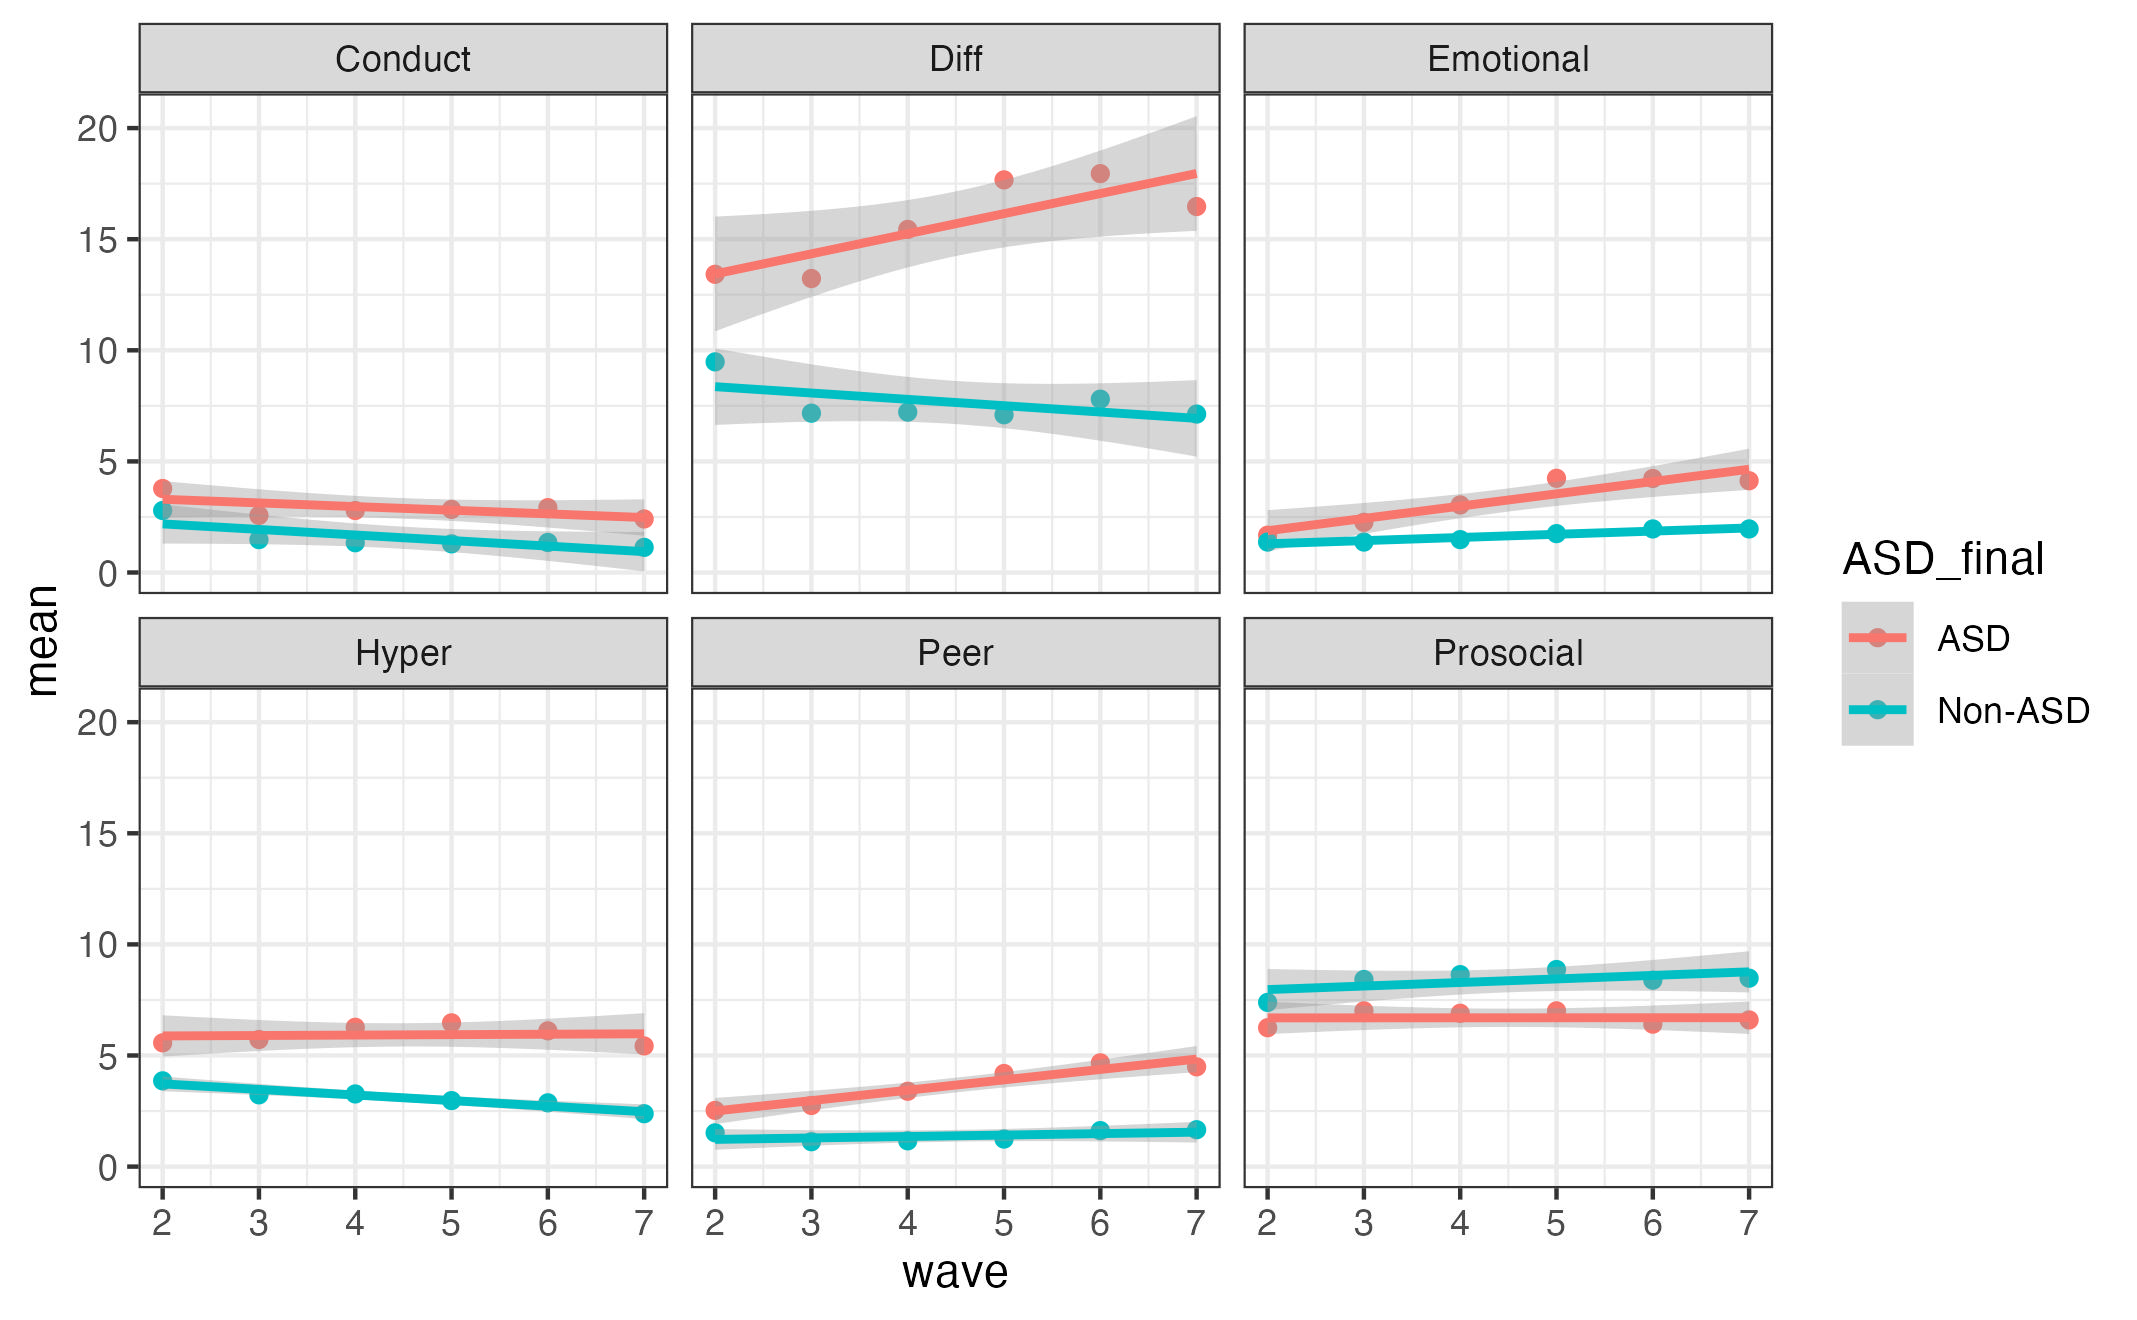 Conduct
Diff
Emotional
20
15
10
5
0
Hyper
Peer
Prosocial
20
15
10
5
0
2 3 4 5 6 7
2 3 4 5 6 7
2 3 4 5 6 7
wave
mean
ASD_final
ASD
Non-ASD